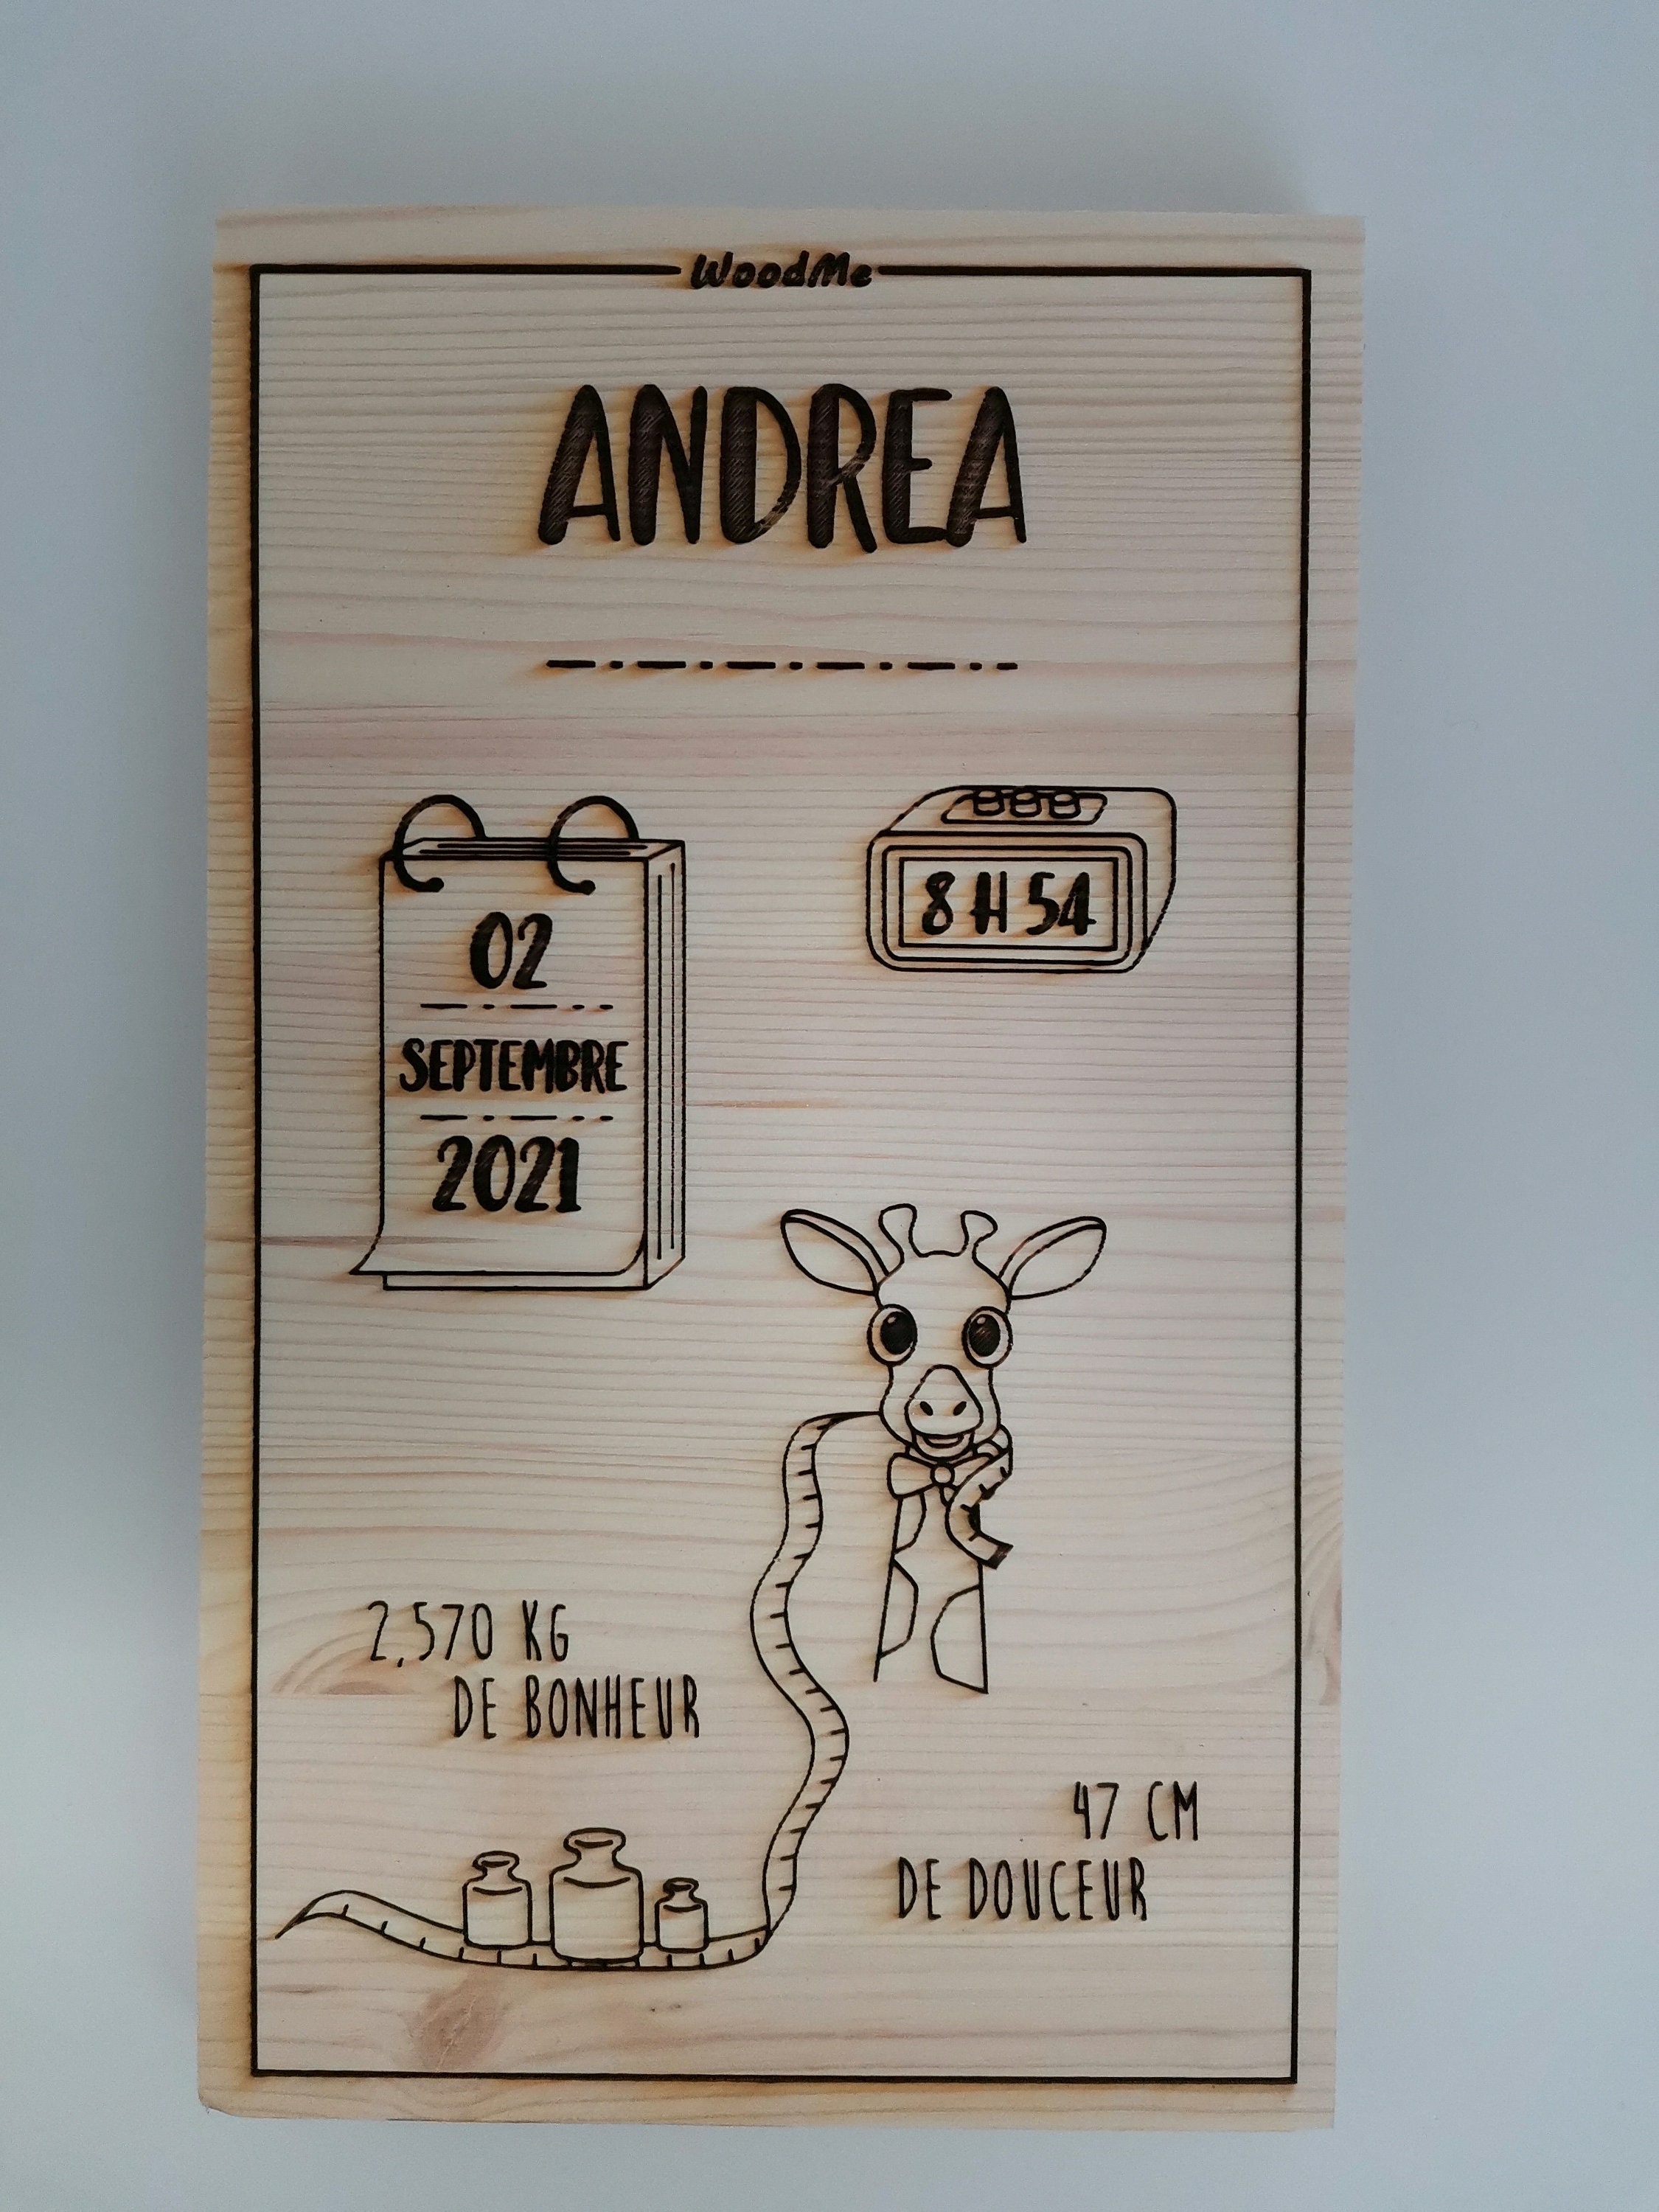 WoodMe
ANDREA
02
SEPTEMBRE
2021
8 H 54
2,570 KG
DE BONHEUR
47 CM
DE DOUCEUR